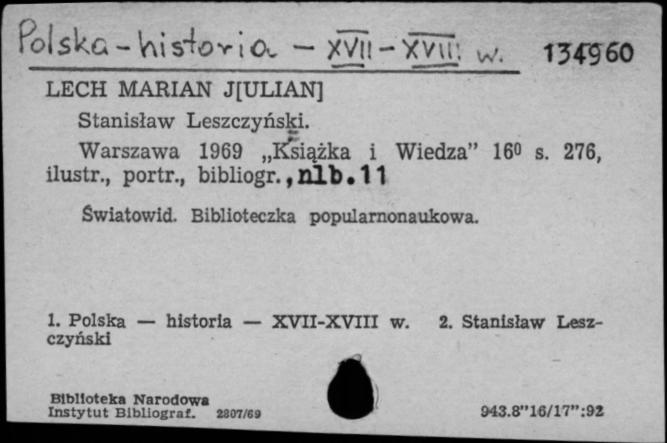 Polska - historia - XVII - XVIII w. 134960
LECH MARIAN J[ULIAN]
Stanisław Leszczyński.
Warszawa 1969 „Książka i Wiedza” 16⁰ s. 276,
ilustr., portr., bibliogr., nlb. 11
Światowid. Biblioteczka popularnonaukowa.
1. Polska — historia — XVII-XVIII w. 2. Stanisław Lesz-
czyński
Biblioteka Narodowa
Instytut Bibliograf. 2807/69 943.8”16/17”:92